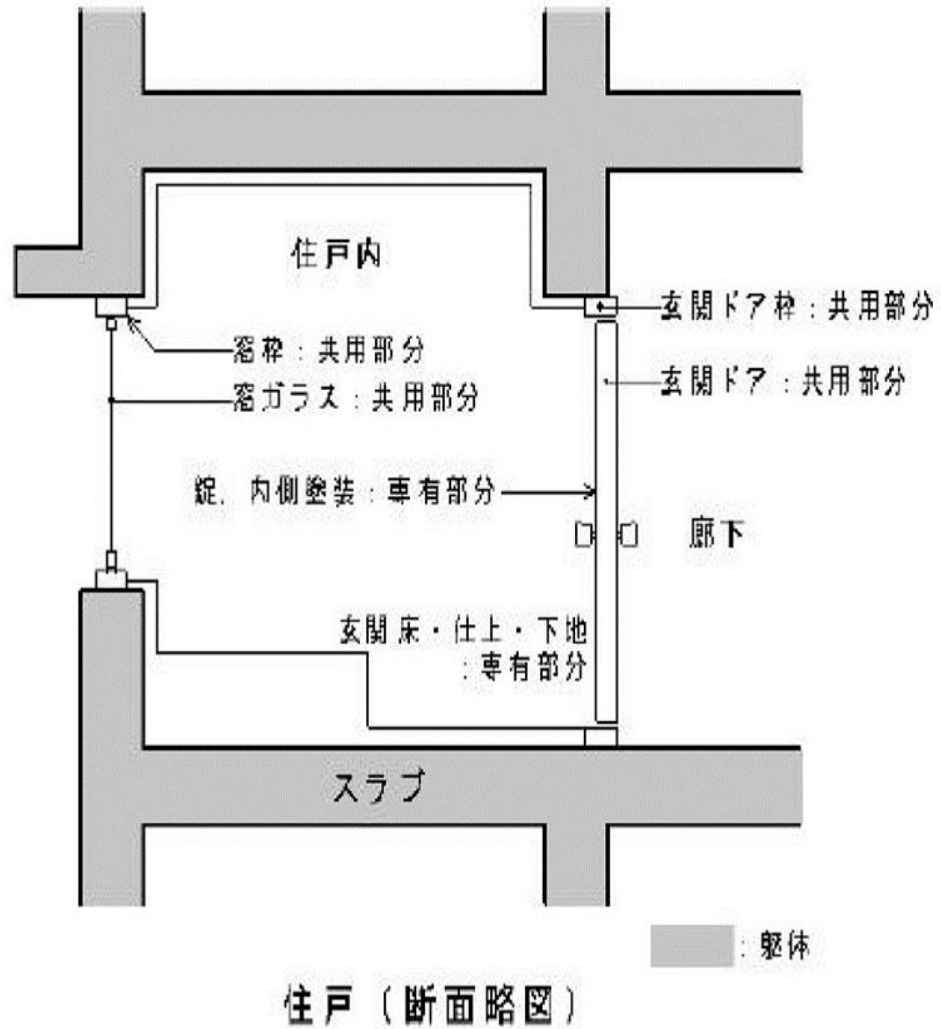 住戸内
玄関ドア枠：共用部分
窓枠：共用部分
玄関ドア：共用部分
窓ガラス：共用部分
錠、内側塗装：専有部分
廊下
玄関床・仕上・下地
：専有部分
スラブ
：躯体
住戸（断面略図）